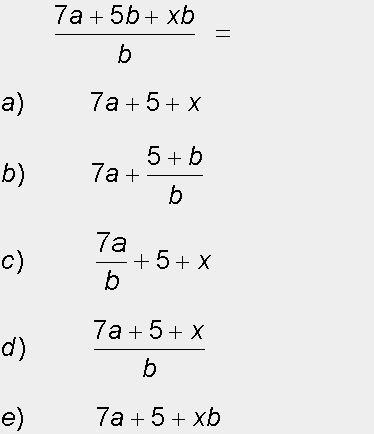 7a + 5b + xb
b
=
a) 7a + 5 + x
b) 7a + 5 + b
b
c) 7a
b
+ 5 + x
d) 7a + 5 + x
b
e) 7a + 5 + xb